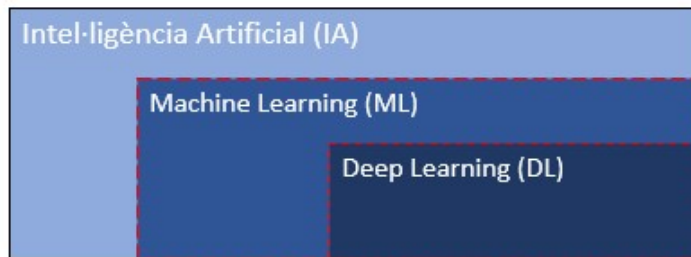 Intel·ligència Artificial (IA)
Machine Learning (ML)
Deep Learning (DL)